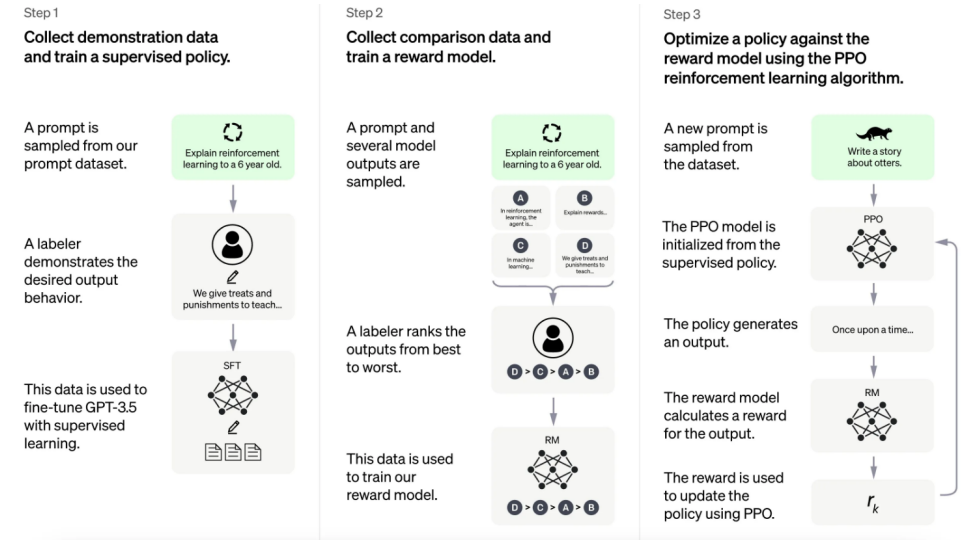 Step 1
Collect demonstration data
and train a supervised policy.
A prompt is
sampled from our
prompt dataset.
Explain reinforcement
learning to a 6 year old.
A labeler
demonstrates the
desired output
behavior.
We give treats and
punishments to teach...
This data is used to
fine-tune GPT-3.5
with supervised
learning.
SFT
Step 2
Collect comparison data and
train a reward model.
A prompt and
several model
outputs are
sampled.
Explain reinforcement
learning to a 6 year old.
A
In reinforcement
learning, the
agent is...
B
Explain rewards...
C
In machine
learning...
D
We give treats and
punishments to
teach...
A labeler ranks the
outputs from best
to worst.
D > C > A > B
This data is used
to train our
reward model.
RM
D > C > A > B
Step 3
Optimize a policy against the
reward model using the PPO
reinforcement learning algorithm.
A new prompt is
sampled from
the dataset.
Write a story
about otters.
The PPO model is
initialized from the
supervised policy.
PPO
The policy generates
an output.
Once upon a time...
The reward model
calculates a reward
for the output.
RM
The reward is used
to update the
policy using PPO.
rk